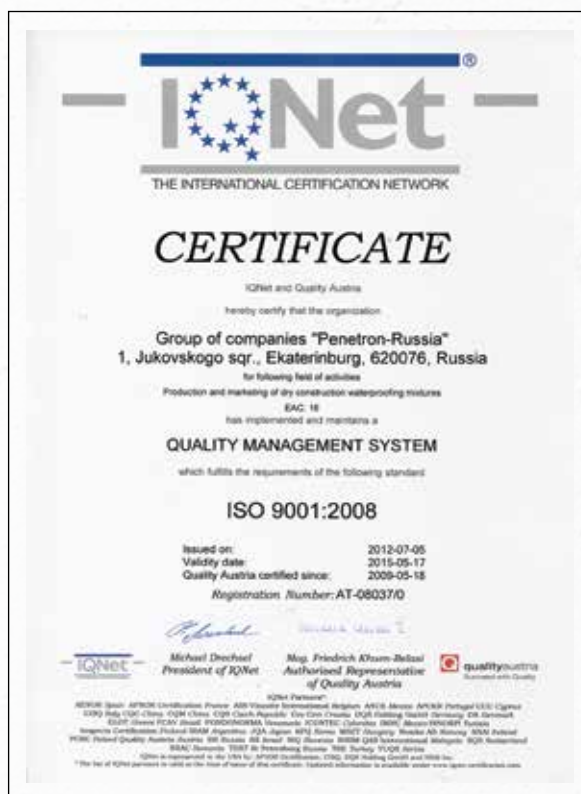 ®
IQNet
THE INTERNATIONAL CERTIFICATION NETWORK
CERTIFICATE
IQNet and Quality Austria
hereby certify that the organization
Group of companies "Penetron-Russia"
1, Jukovskogo sqr., Ekaterinburg, 620076, Russia
for following field of activities
Production and marketing of dry construction waterproofing mixtures
EAC: 16
has implemented and maintains a
QUALITY MANAGEMENT SYSTEM
which fulfills the requirements of the following standard
ISO 9001:2008
Issued on: 2012-07-05
Validity date: 2015-05-17
Quality Austria certified since: 2009-05-18
Registration Number: AT-08037/0
IQNet
Michael Drechsel
President of IQNet
Mag. Friedrich Khuen-Belasi
Authorised Representative
of Quality Austria
qualityaustria
Succeed with Quality
IQNet Partners*: